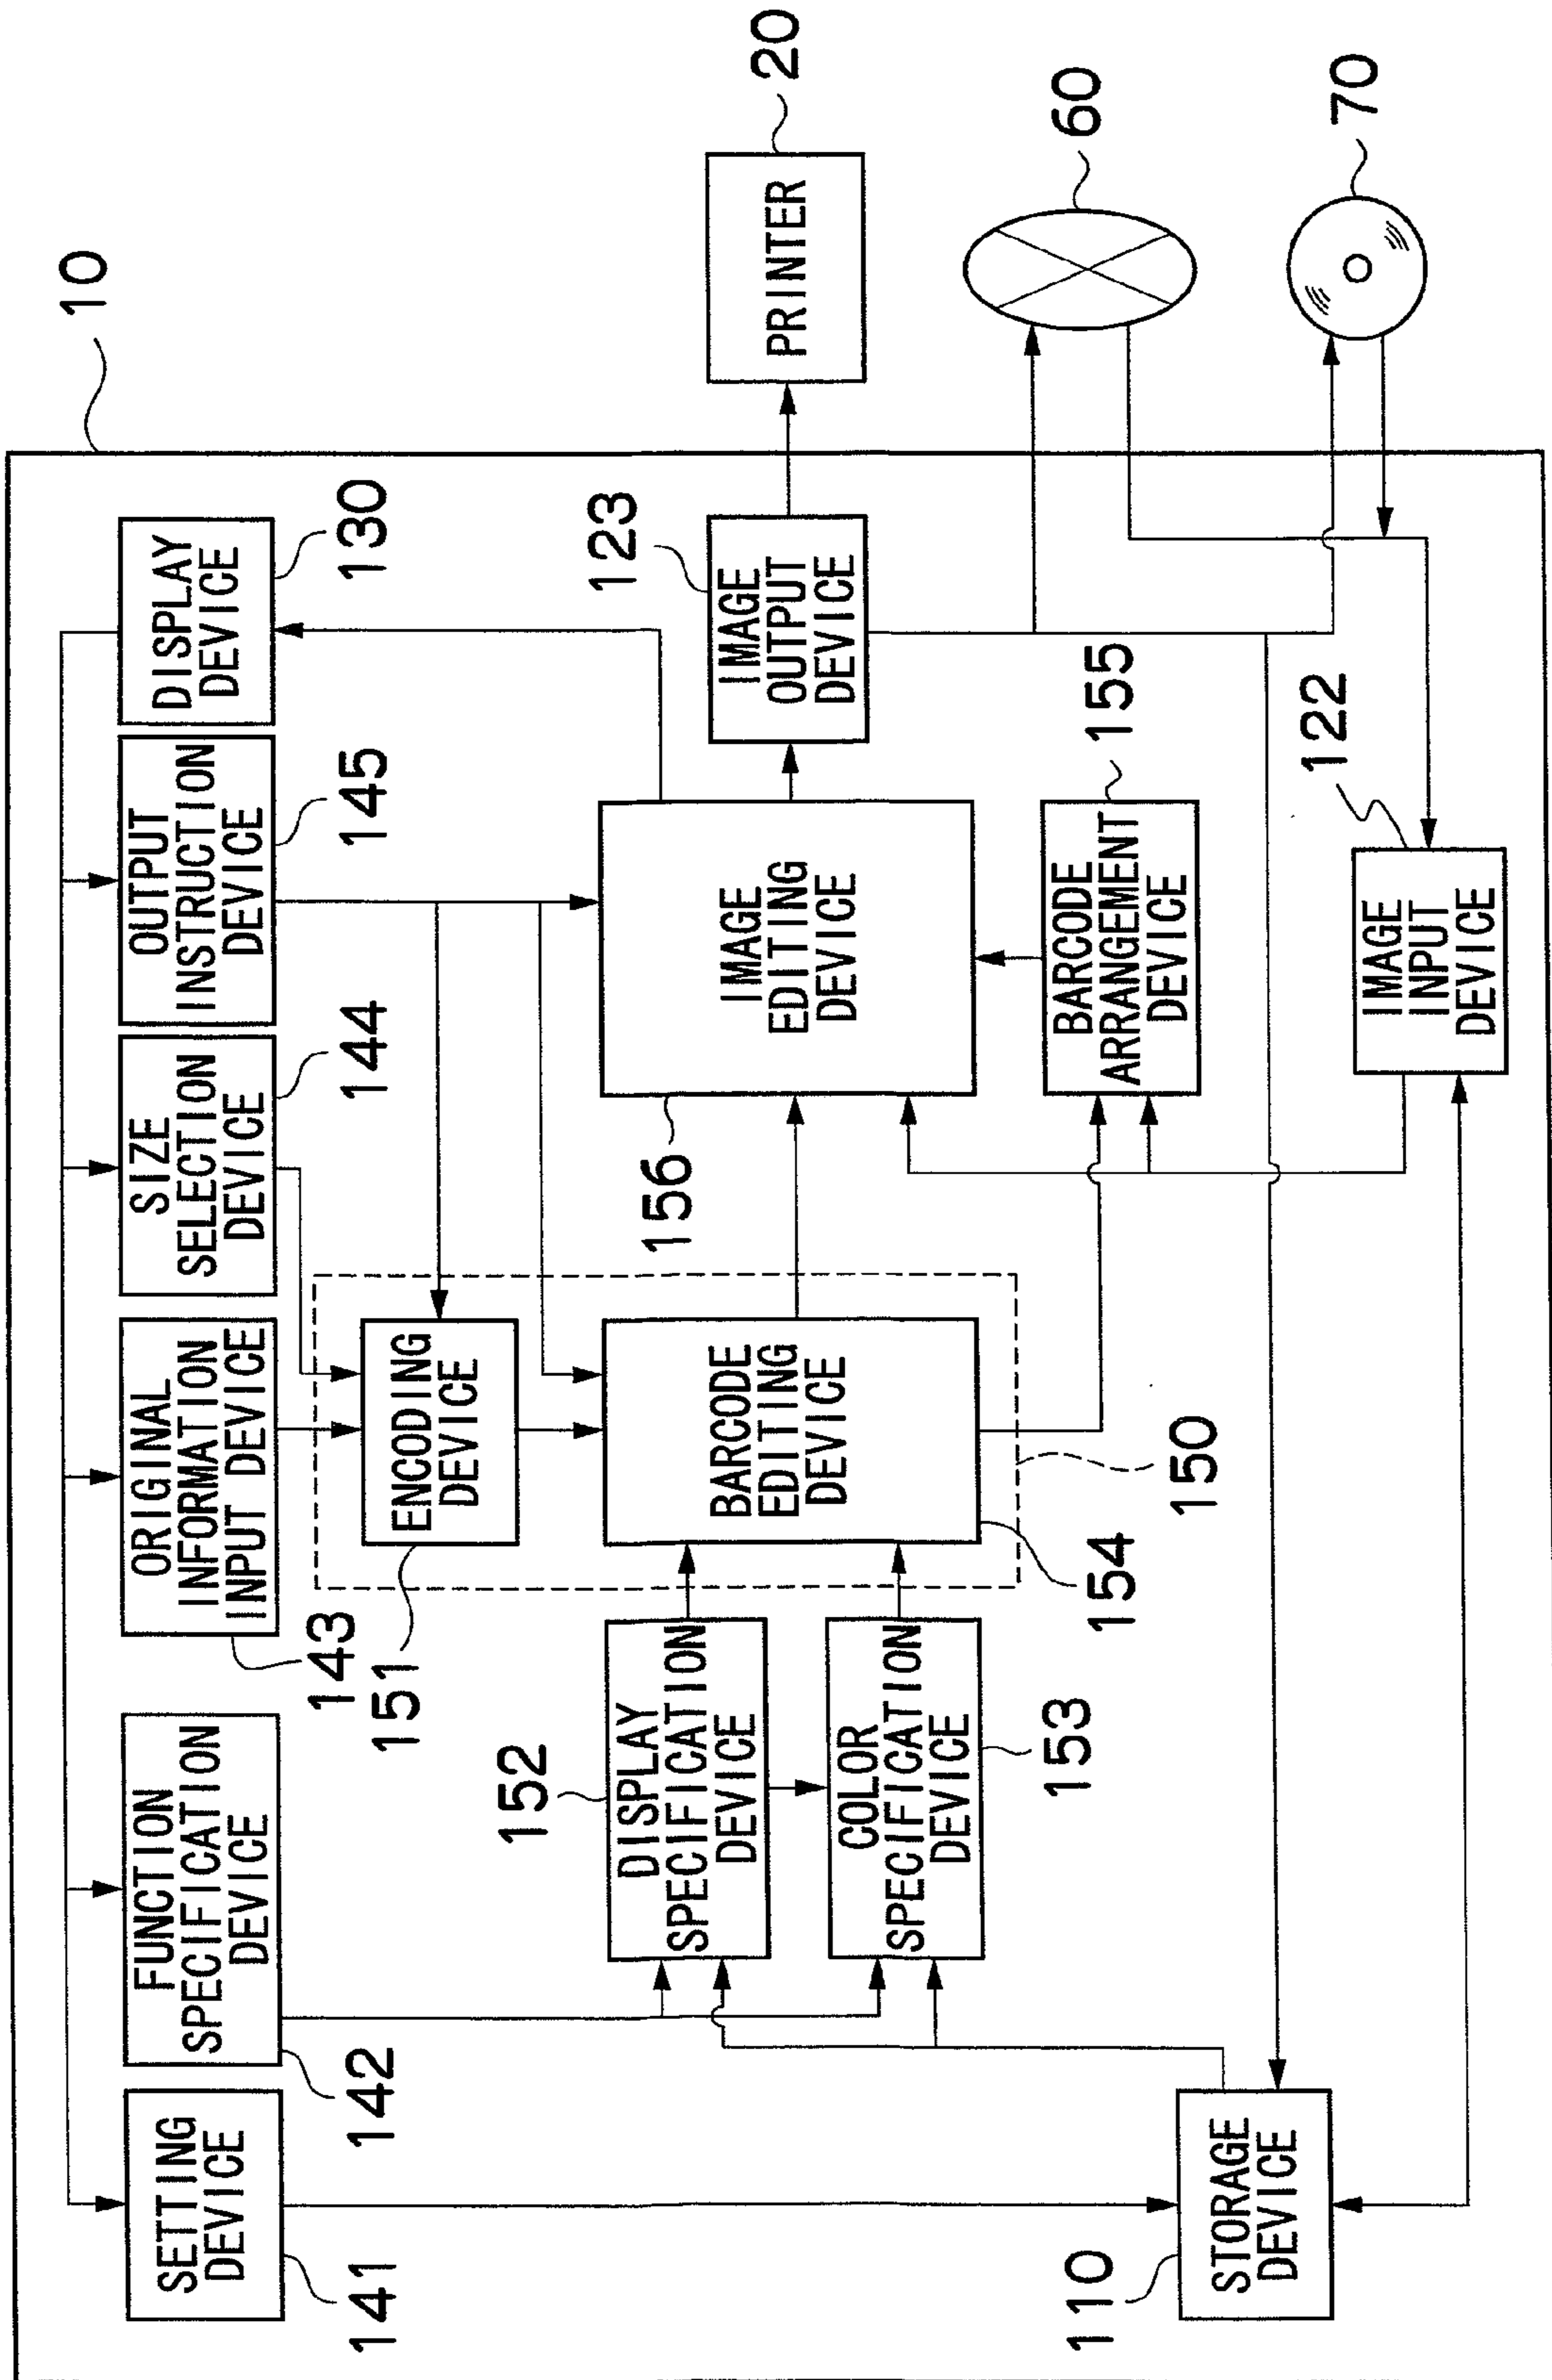 10
SETTING
DEVICE
141
FUNCTION
SPECIFICATION
DEVICE
142
ORIGINAL
INFORMATION
INPUT DEVICE
143
SIZE
SELECTION
DEVICE
144
OUTPUT
INSTRUCTION
DEVICE
145
DISPLAY
DEVICE
130
ENCODING
DEVICE
151
DISPLAY
SPECIFICATION
DEVICE
152
COLOR
SPECIFICATION
DEVICE
153
BARCODE
EDITING
DEVICE
154
150
IMAGE
EDITING
DEVICE
156
BARCODE
ARRANGEMENT
DEVICE
155
IMAGE
OUTPUT
DEVICE
123
PRINTER
20
60
70
STORAGE
DEVICE
110
IMAGE
INPUT
DEVICE
122